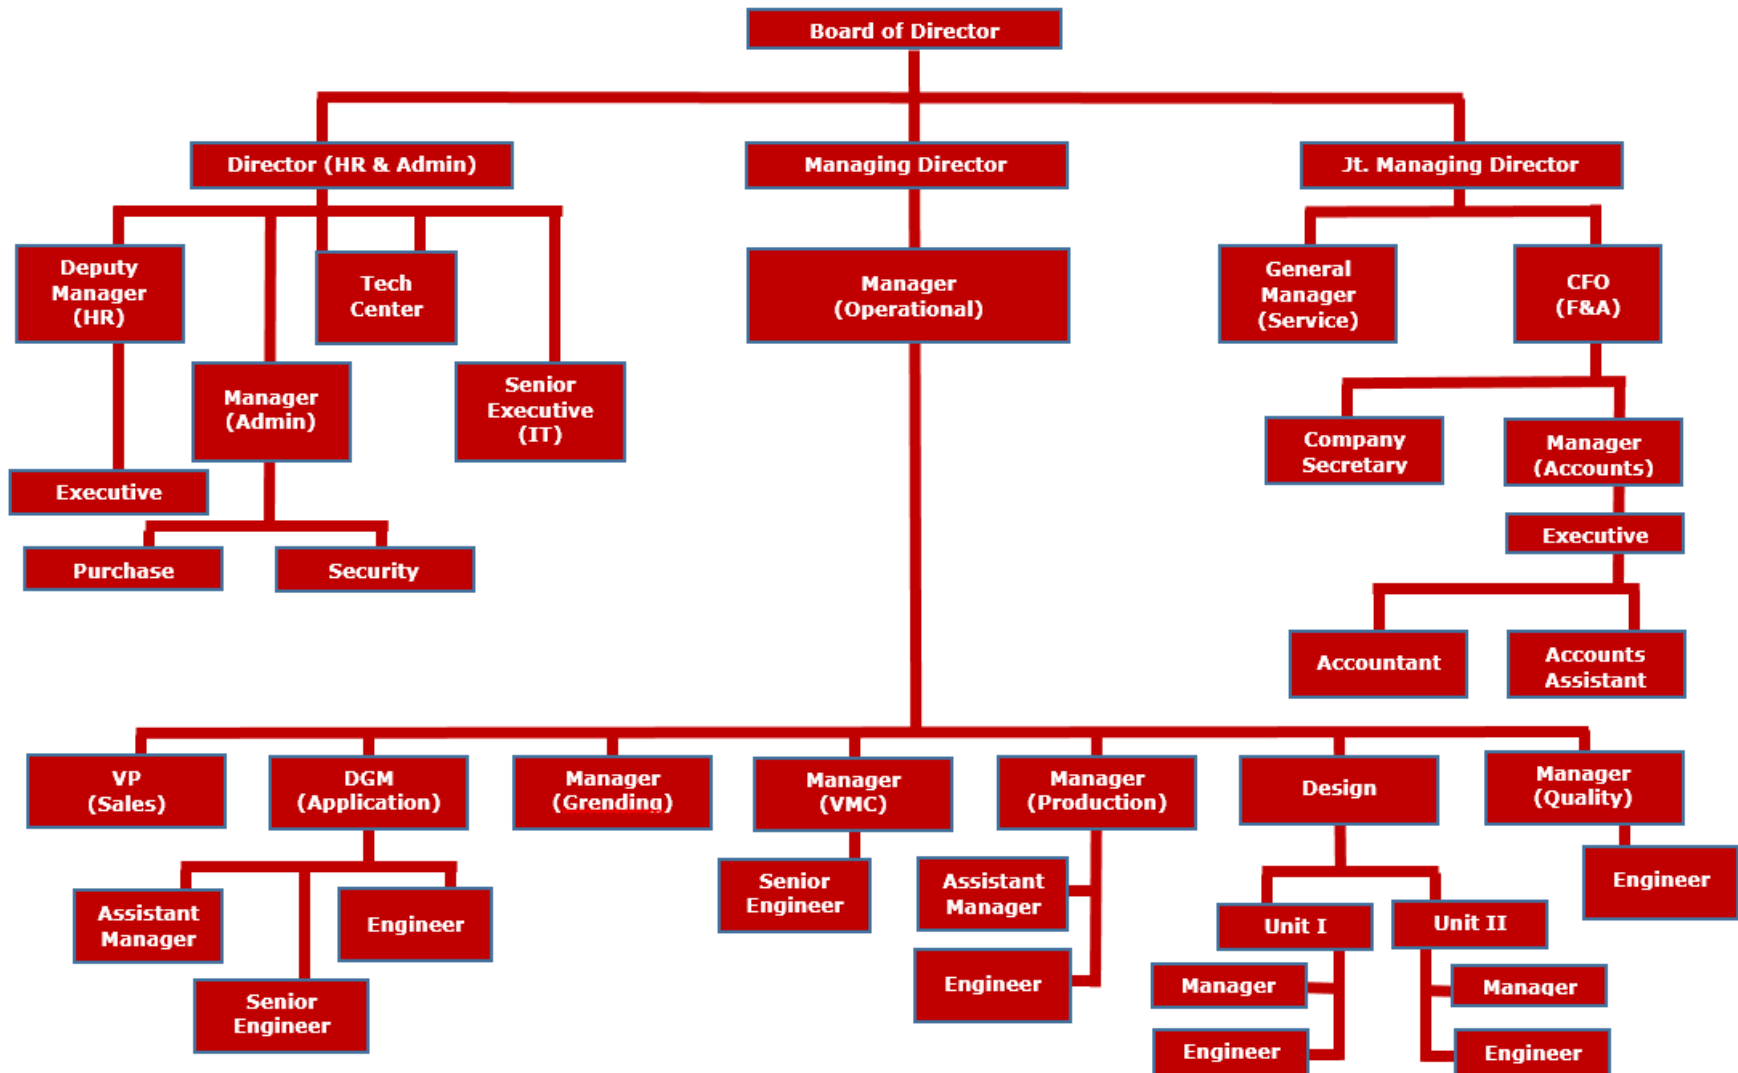 Board of Director
Director (HR & Admin)
Managing Director
Jt. Managing Director
Deputy
Manager
(HR)
Tech
Center
Manager
(Operational)
General
Manager
(Service)
CFO
(F&A)
Manager
(Admin)
Senior
Executive
(IT)
Company
Secretary
Manager
(Accounts)
Executive
Executive
Purchase
Security
Accountant
Accounts
Assistant
VP
(Sales)
DGM
(Application)
Manager
(Grending)
Manager
(VMC)
Manager
(Production)
Design
Manager
(Quality)
Assistant
Manager
Engineer
Senior
Engineer
Senior
Engineer
Assistant
Manager
Engineer
Unit I
Unit II
Engineer
Manager
Manager
Engineer
Engineer